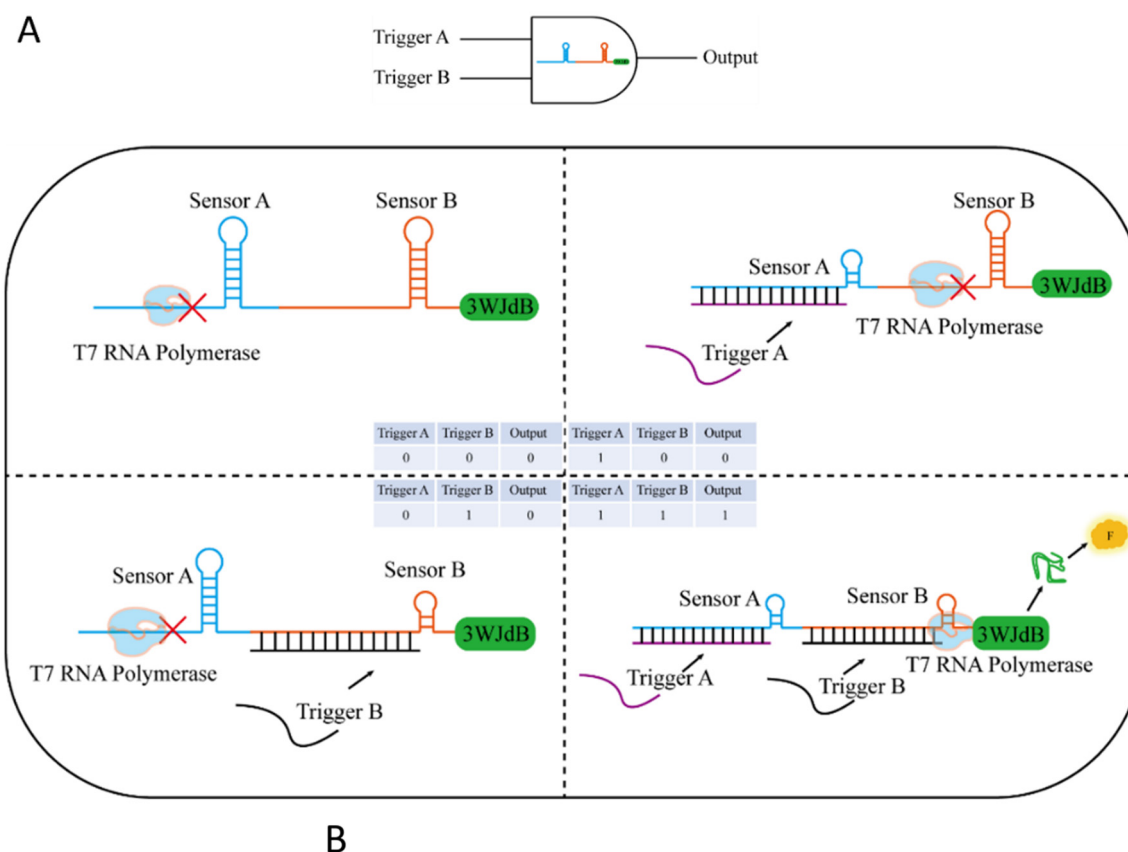 A
Trigger A
Trigger B
Output
Sensor A
Sensor B
3WJdB
T7 RNA Polymerase
Sensor B
Sensor A
3WJdB
Trigger A
T7 RNA Polymerase
Trigger A Trigger B Output
0 0 0
Trigger A Trigger B Output
1 0 0
Trigger A Trigger B Output
0 1 0
Trigger A Trigger B Output
1 1 1
Sensor A
Sensor B
3WJdB
T7 RNA Polymerase
Trigger B
F
Sensor A
Sensor B
3WJdB
T7 RNA Polymerase
Trigger A
Trigger B
B